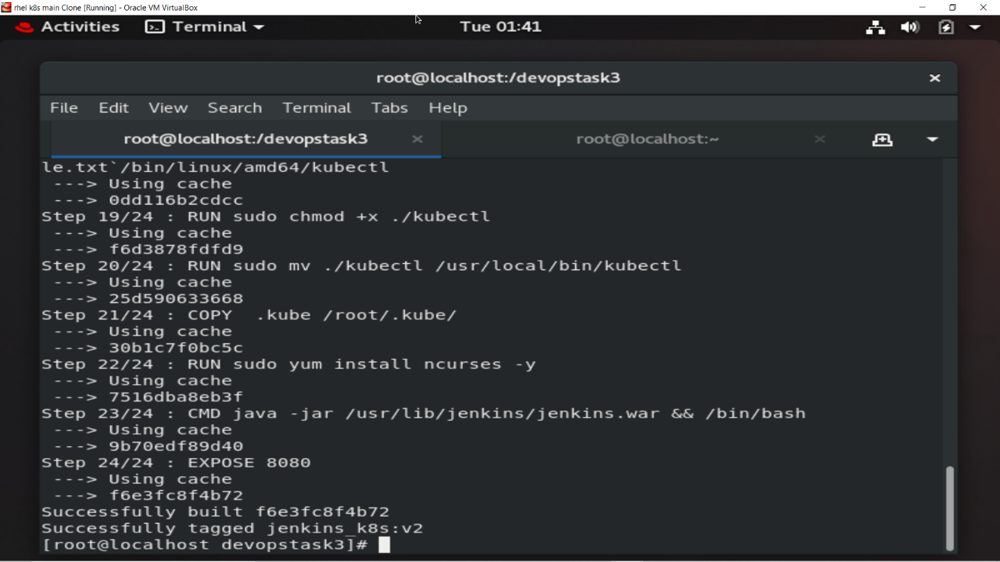 rhel k8s main Clone [Running] - Oracle VM VirtualBox
Activities Terminal Tue 01:41
root@localhost:/devopstask3
File Edit View Search Terminal Tabs Help
root@localhost:/devopstask3 root@localhost:~
le.txt`/bin/linux/amd64/kubectl
 ---> Using cache
 ---> 0dd116b2cdcc
Step 19/24 : RUN sudo chmod +x ./kubectl
 ---> Using cache
 ---> f6d3878fdfd9
Step 20/24 : RUN sudo mv ./kubectl /usr/local/bin/kubectl
 ---> Using cache
 ---> 25d590633668
Step 21/24 : COPY  .kube /root/.kube/
 ---> Using cache
 ---> 30b1c7f0bc5c
Step 22/24 : RUN sudo yum install ncurses -y
 ---> Using cache
 ---> 7516dba8eb3f
Step 23/24 : CMD java -jar /usr/lib/jenkins/jenkins.war && /bin/bash
 ---> Using cache
 ---> 9b70edf89d40
Step 24/24 : EXPOSE 8080
 ---> Using cache
 ---> f6e3fc8f4b72
Successfully built f6e3fc8f4b72
Successfully tagged jenkins_k8s:v2
[root@localhost devopstask3]#